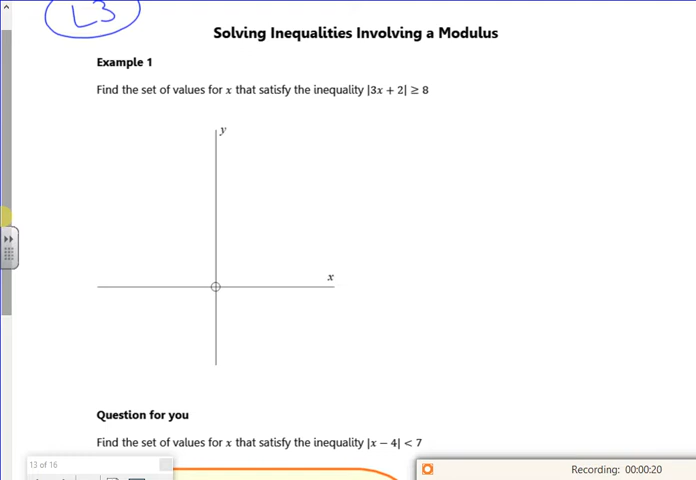 L3
Solving Inequalities Involving a Modulus
Example 1
Find the set of values for x that satisfy the inequality |3x + 2| ≥ 8
y
x
Question for you
Find the set of values for x that satisfy the inequality |x − 4| < 7
13 of 16
Recording: 00:00:20